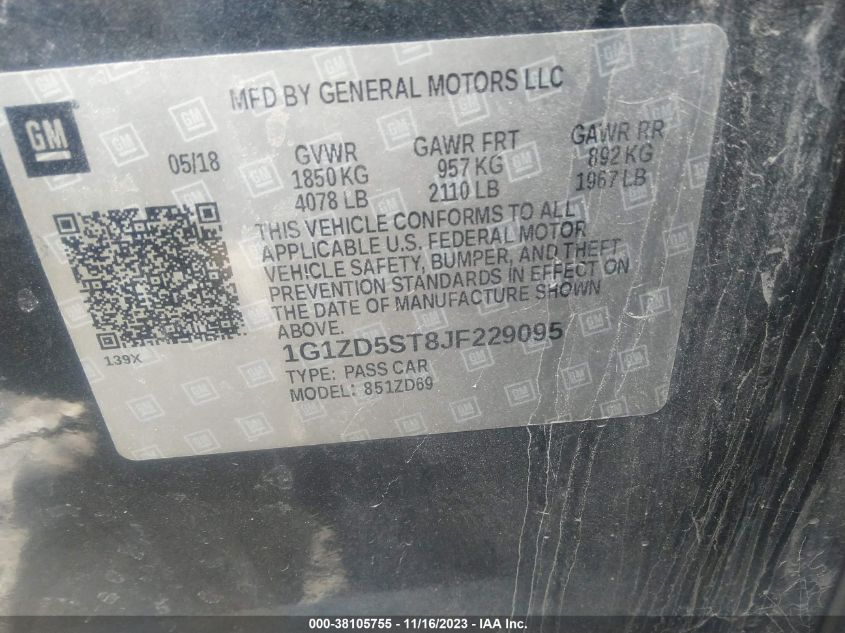 MFD BY GENERAL MOTORS LLC
GM
05/18
GVWR
1850 KG
4078 LB
GAWR FRT
957 KG
2110 LB
GAWR RR
892 KG
1967 LB
THIS VEHICLE CONFORMS TO ALL
APPLICABLE U.S. FEDERAL MOTOR
VEHICLE SAFETY, BUMPER, AND THEFT
PREVENTION STANDARDS IN EFFECT ON
THE DATE OF MANUFACTURE SHOWN
ABOVE.
139X
1G1ZD5ST8JF229095
TYPE: PASS CAR
MODEL: 851ZD69
000-38105755 - 11/16/2023 - IAA Inc.